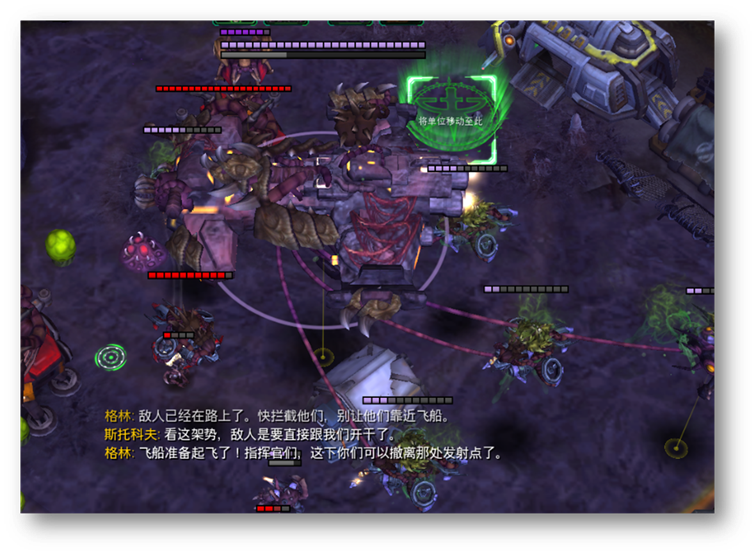 将单位移动至此
格林: 敌人已经在路上了。快拦截他们，别让他们靠近飞船。
斯托科夫: 看这架势，敌人是要直接跟我们开干了。
格林: 飞船准备起飞了！指挥官们，这下你们可以撤离那处发射点了。